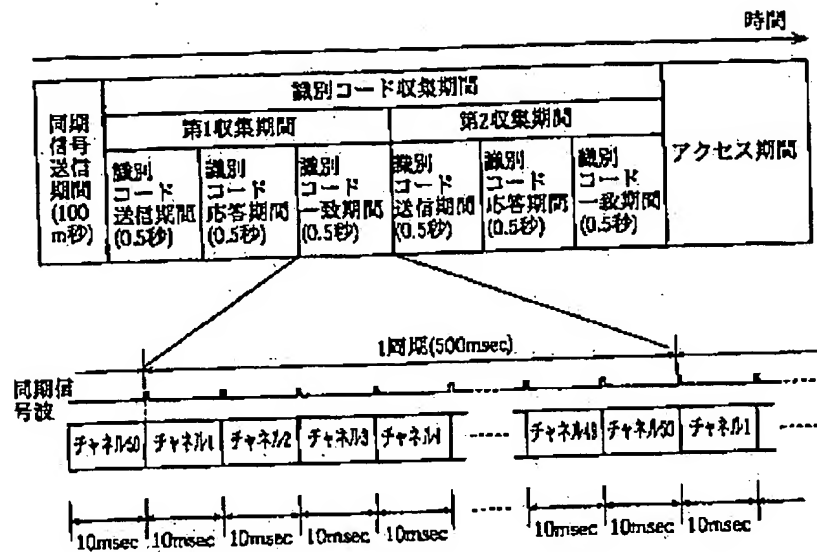 時間
識別コード収集期間
同期
信号
送信
期間
(100
m秒)
第1収集期間
第2収集期間
アクセス期間
識別
コード
送信期間
(0.5秒)
識別
コード
応答期間
(0.5秒)
識別
コード
一致期間
(0.5秒)
識別
コード
送信期間
(0.5秒)
識別
コード
応答期間
(0.5秒)
識別
コード
一致期間
(0.5秒)
1周期(500msec)
同期信
号波
チャネル50 チャネル1 チャネル2 チャネル3 チャネル4 チャネル49 チャネル50 チャネル1
10msec 10msec 10msec 10msec 10msec 10msec 10msec 10msec